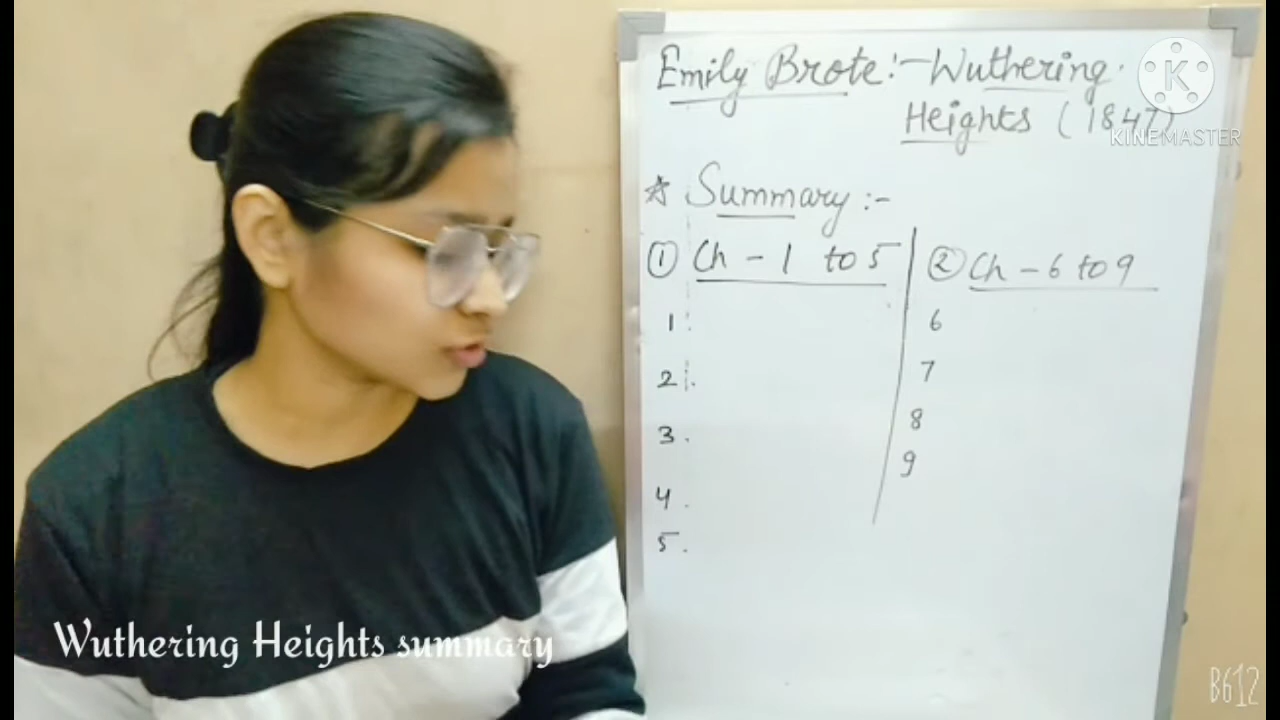 Emily Brote:- Wuthering
Heights (1847)
K
KINEMASTER
☆ Summary :-
① Ch - 1 to 5
② Ch - 6 to 9
1.
2.
3.
4.
5.
6
7
8
9
Wuthering Heights summary
B612